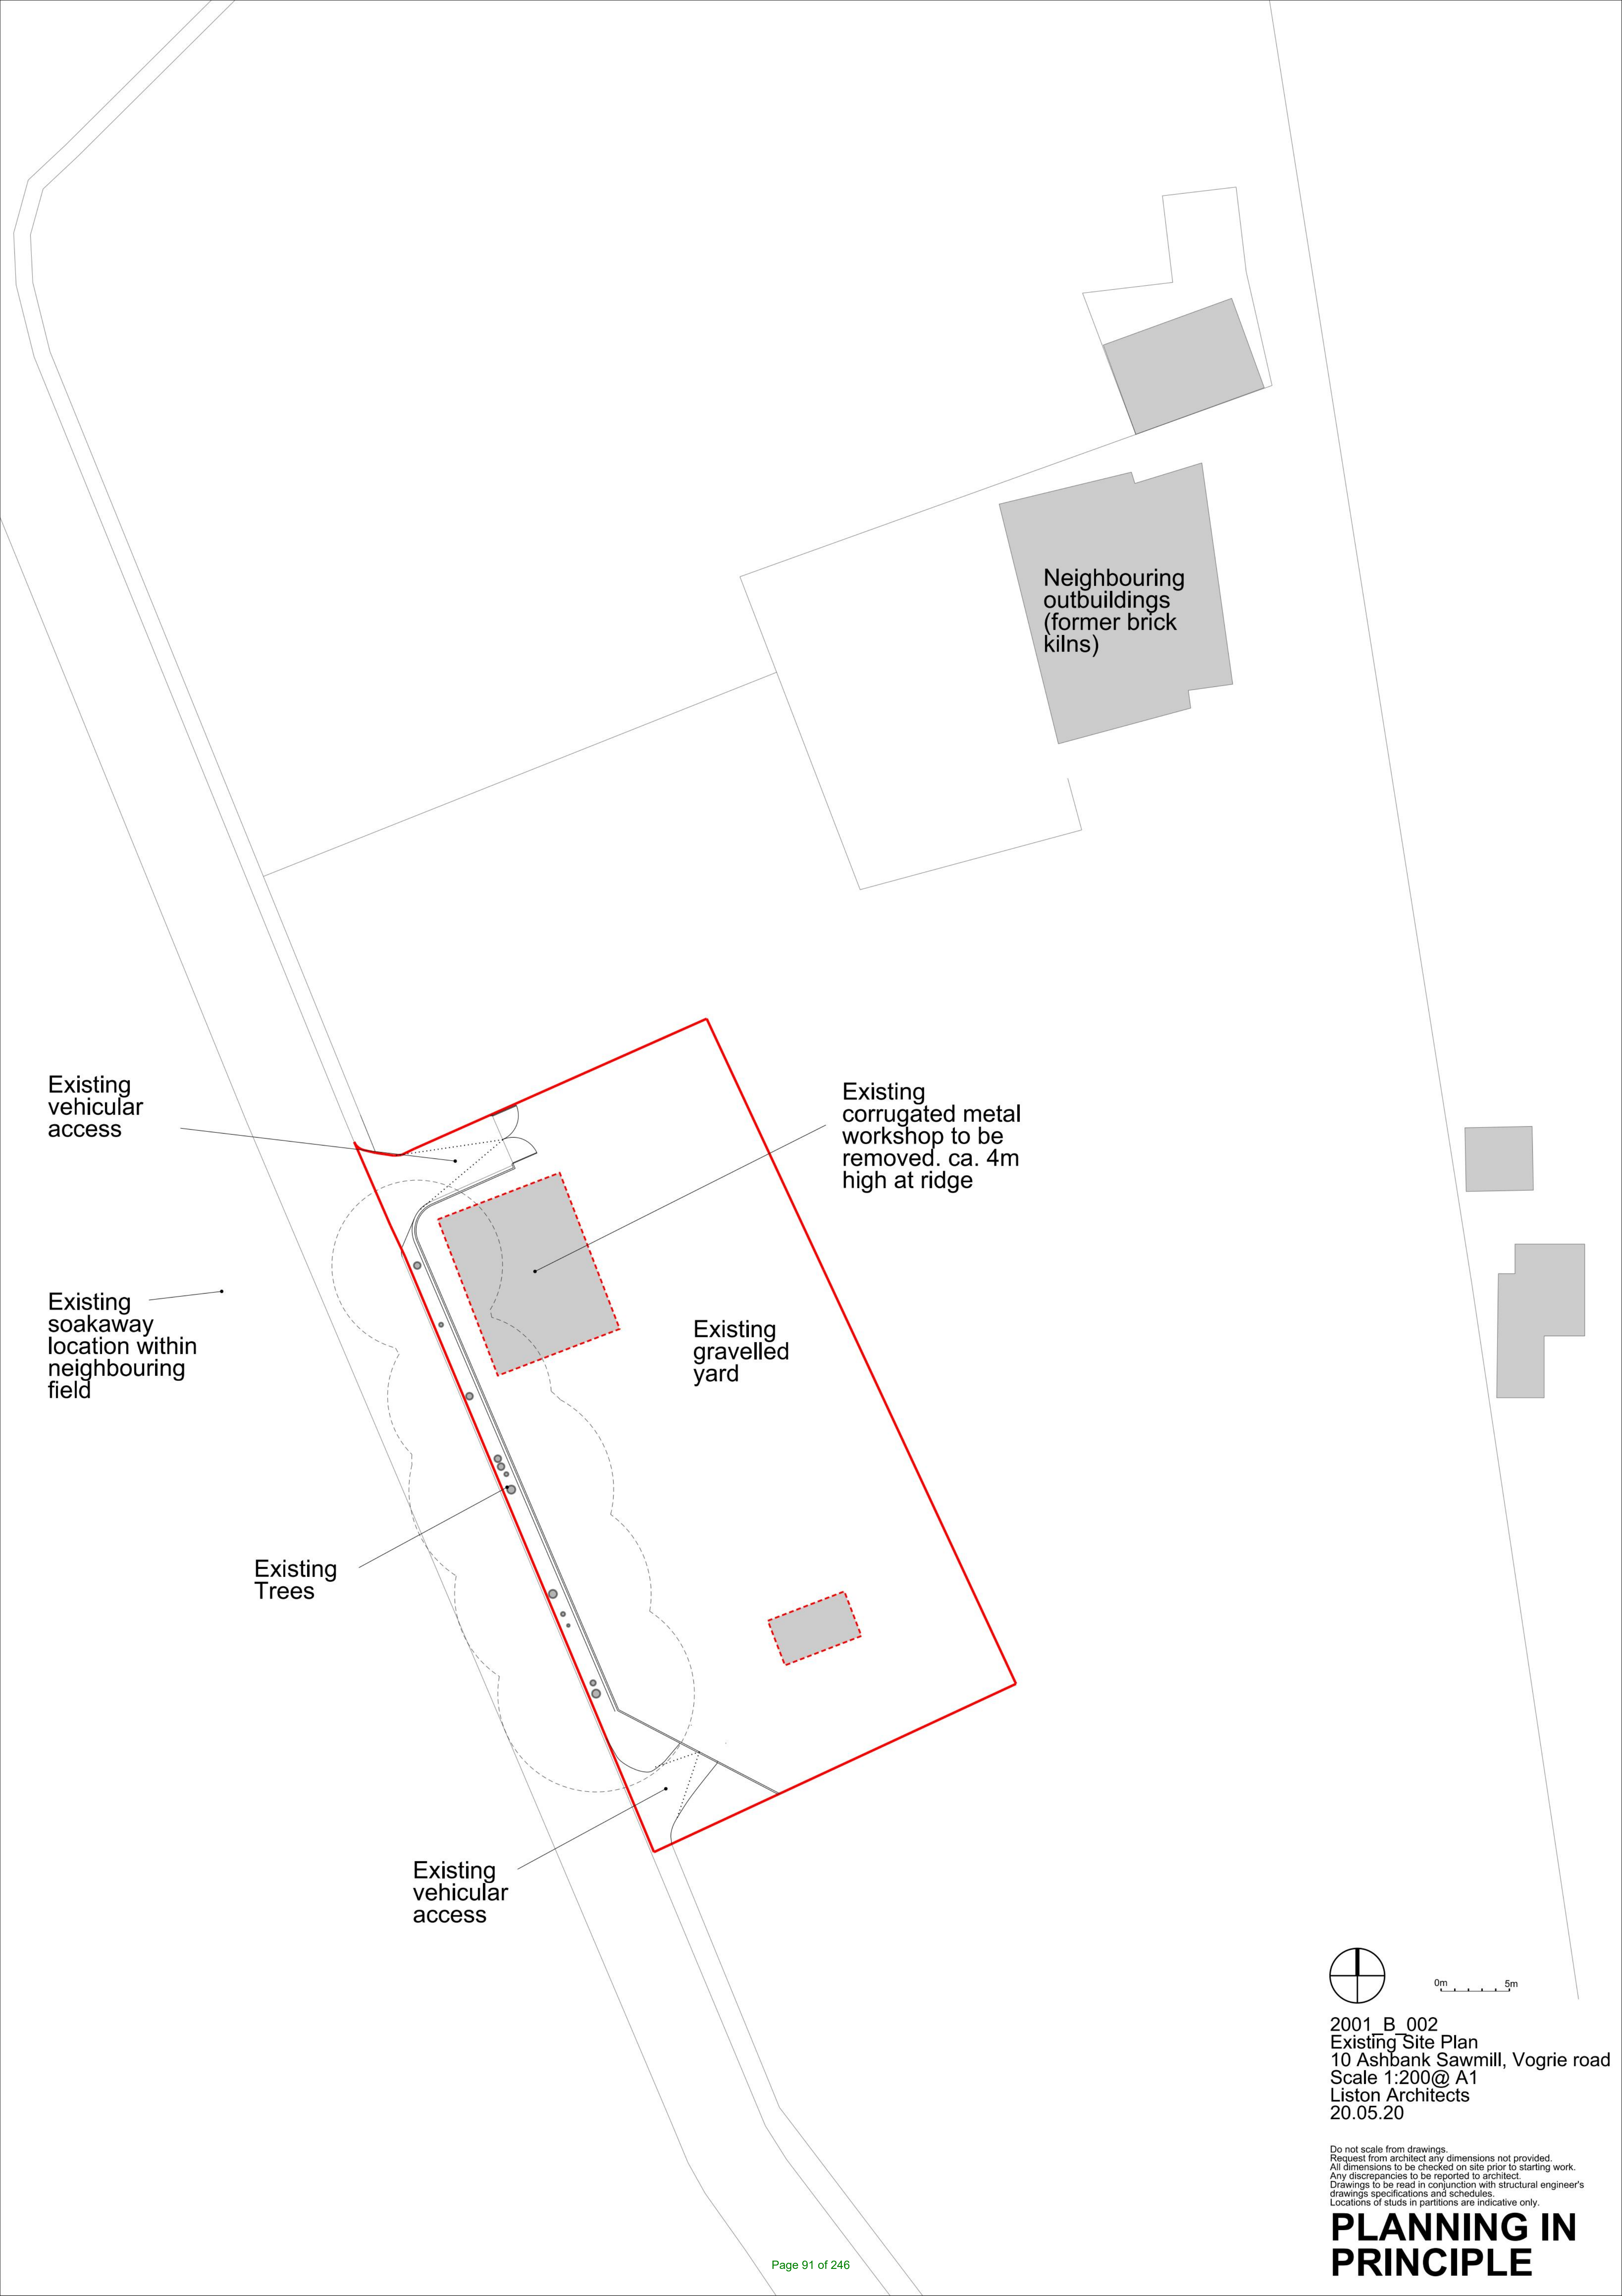 Neighbouring
outbuildings
(former brick
kilns)
Existing
vehicular
access
Existing
corrugated metal
workshop to be
removed. ca. 4m
high at ridge
Existing
soakaway
location within
neighbouring
field
Existing
gravelled
yard
Existing
Trees
Existing
vehicular
access
0m 5m
2001_B_002
Existing Site Plan
10 Ashbank Sawmill, Vogrie road
Scale 1:200@ A1
Liston Architects
20.05.20
Do not scale from drawings.
Request from architect any dimensions not provided.
All dimensions to be checked on site prior to starting work.
Any discrepancies to be reported to architect.
Drawings to be read in conjunction with structural engineer's
drawings specifications and schedules.
Locations of studs in partitions are indicative only.
PLANNING IN
PRINCIPLE
Page 91 of 246